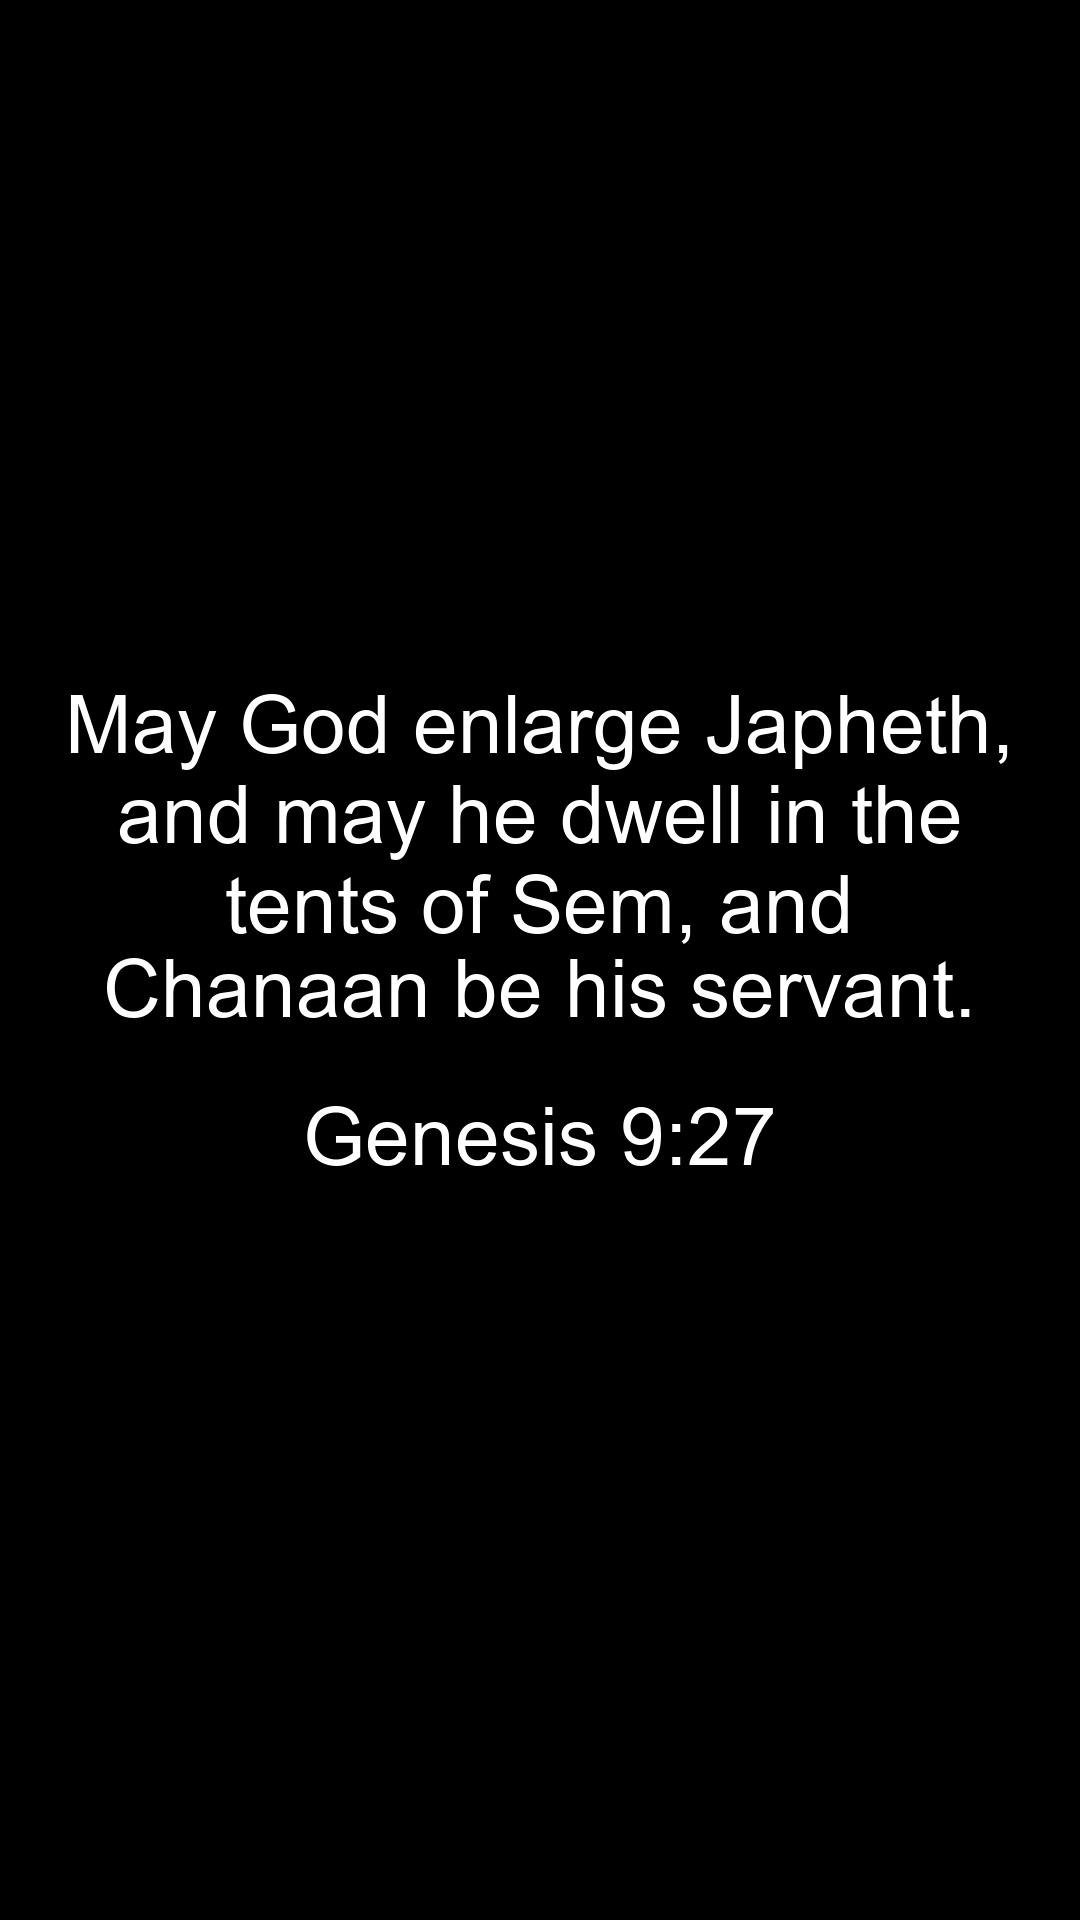 May God enlarge Japheth,
and may he dwell in the
tents of Sem, and
Chanaan be his servant.
Genesis 9:27